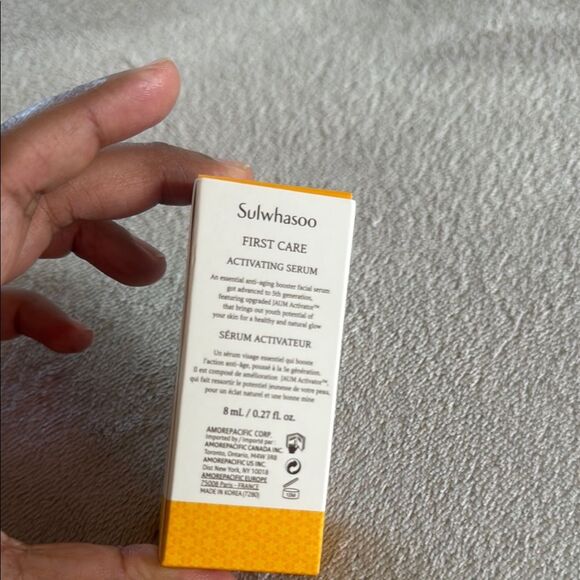 Sulwhasoo
FIRST CARE
ACTIVATING SERUM
An essential anti-aging booster facial serum
got advanced to 5th generation,
featuring upgraded JAUM Activator™
that brings out youth potential of
your skin for a healthy and natural glow
SÉRUM ACTIVATEUR
Un sérum visage essentiel qui booste
l'action anti-âge, poussé à la 5e génération.
Il est composé de amélioration JAUM Activator™,
qui fait ressortir le potentiel jeunesse de votre peau,
pour un éclat naturel et une bonne mine
8 mL / 0.27 fl. oz.
AMOREPACIFIC CORP.
Imported by / Importé par :
AMOREPACIFIC CANADA INC.
Toronto, Ontario, M4W 3R8
AMOREPACIFIC US INC.
Dist New York, NY 10018
AMOREPACIFIC EUROPE
75008 Paris - FRANCE
MADE IN KOREA (7280)
12M